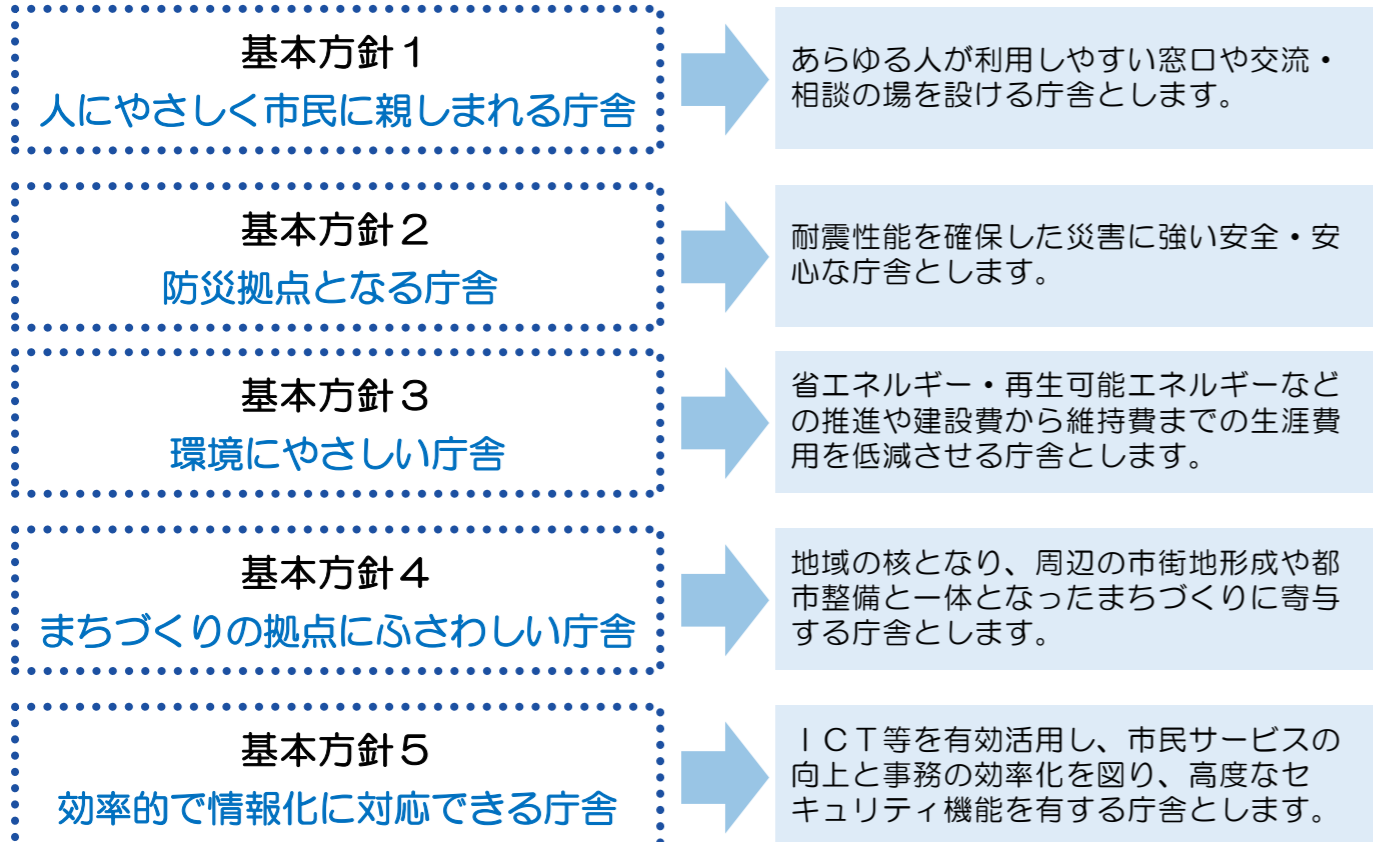 基本方針１
人にやさしく市民に親しまれる庁舎
あらゆる人が利用しやすい窓口や交流・
相談の場を設ける庁舎とします。
基本方針２
防災拠点となる庁舎
耐震性能を確保した災害に強い安全・安
心な庁舎とします。
基本方針３
環境にやさしい庁舎
省エネルギー・再生可能エネルギーなど
の推進や建設費から維持費までの生涯費
用を低減させる庁舎とします。
基本方針４
まちづくりの拠点にふさわしい庁舎
地域の核となり、周辺の市街地形成や都
市整備と一体となったまちづくりに寄与
する庁舎とします。
基本方針５
効率的で情報化に対応できる庁舎
ＩＣＴ等を有効活用し、市民サービスの
向上と事務の効率化を図り、高度なセ
キュリティ機能を有する庁舎とします。